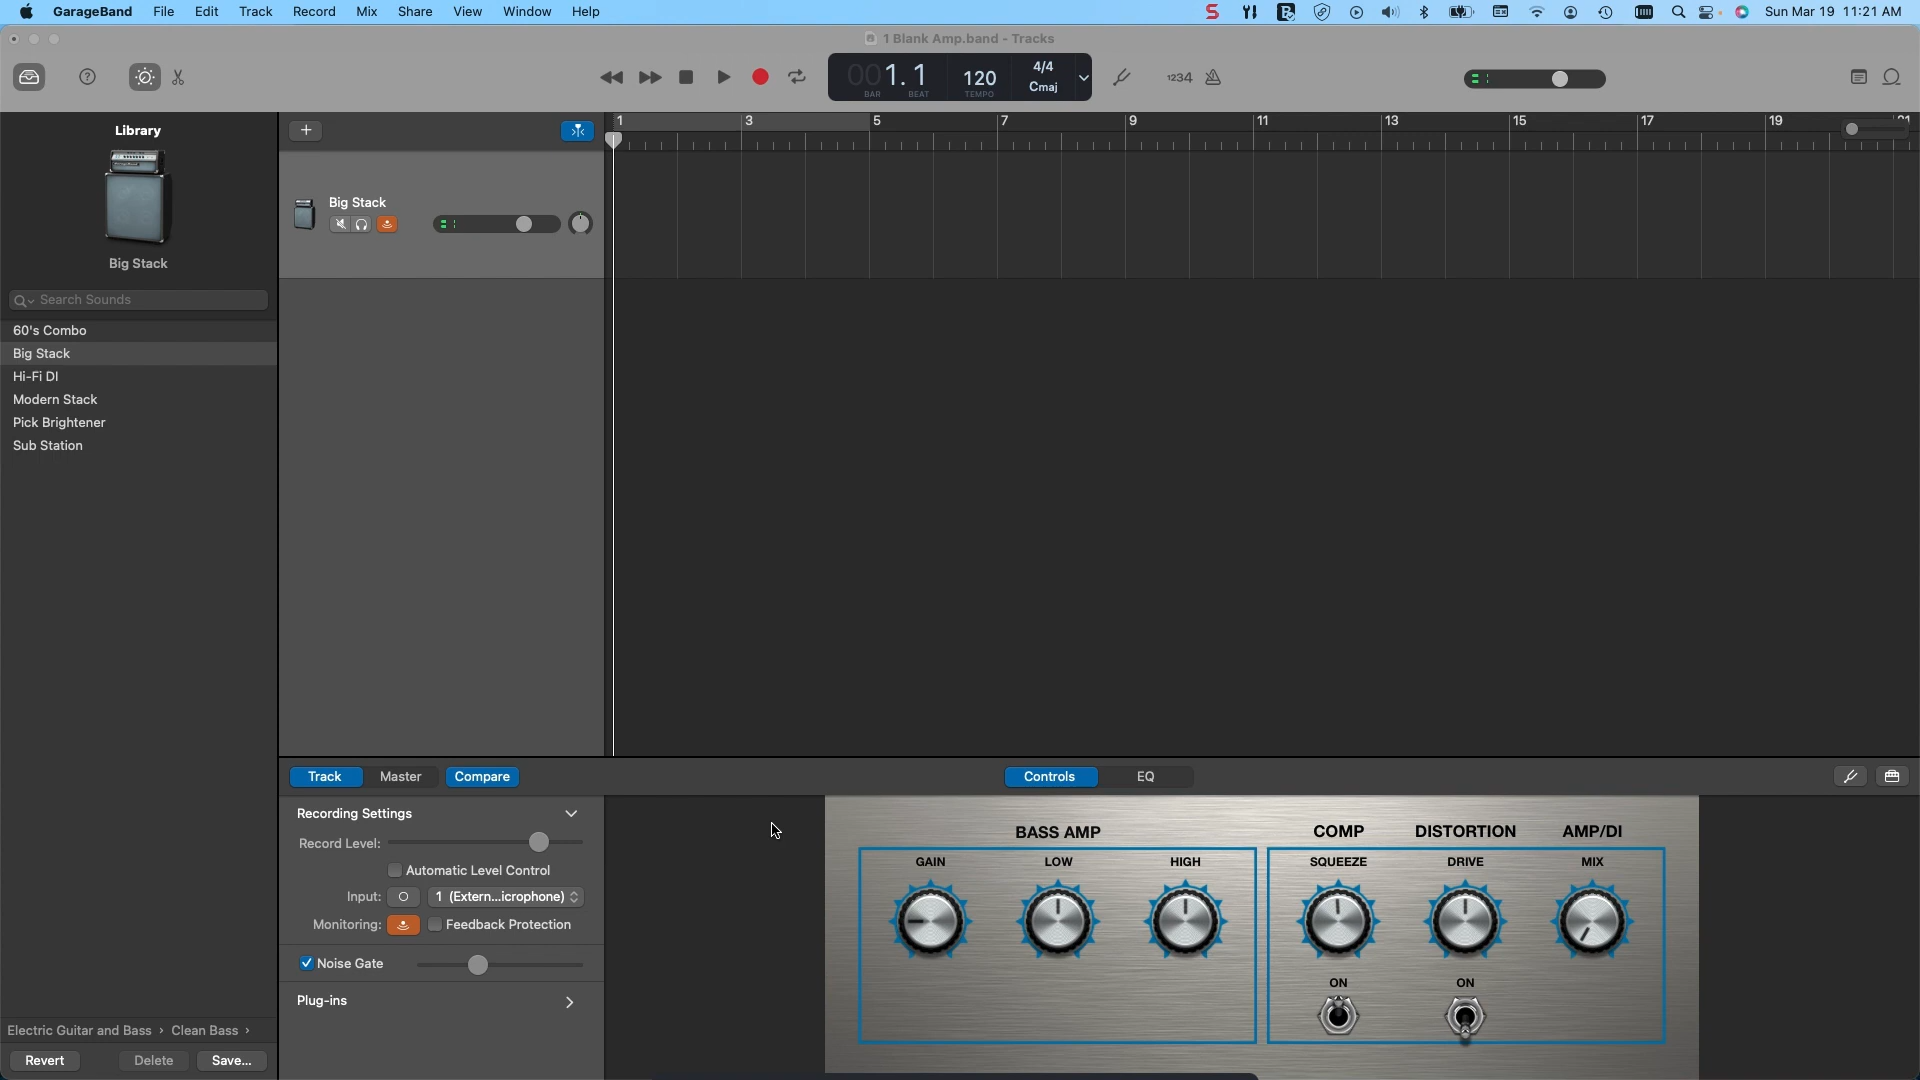 GarageBand File Edit Track Record Mix Share View Window Help Sun Mar 19 11:21 AM
1 Blank Amp.band - Tracks
001.1 120 4/4 1234
Cmaj
BAR BEAT TEMPO
Library
1 3 5 7 9 11 13 15 17 19 21
Big Stack
Big Stack
Search Sounds
60's Combo
Big Stack
Hi-Fi DI
Modern Stack
Pick Brightener
Sub Station
Track Master Compare Controls EQ
Recording Settings
Record Level:
Automatic Level Control
Input: 1 (Extern...icrophone)
Monitoring: Feedback Protection
Noise Gate
Plug-ins
BASS AMP COMP DISTORTION AMP/DI
GAIN LOW HIGH SQUEEZE DRIVE MIX
ON ON
Electric Guitar and Bass › Clean Bass ›
Revert Delete Save...